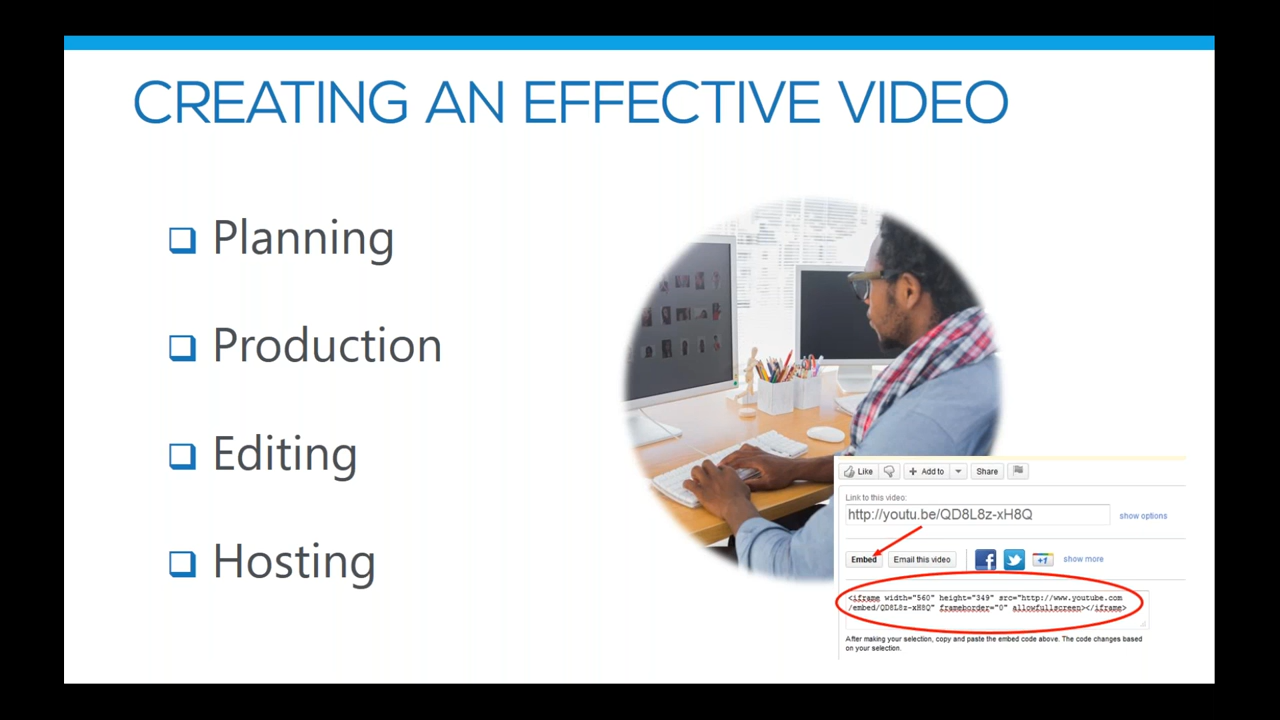 CREATING AN EFFECTIVE VIDEO
Planning
Production
Editing
Hosting
Like
Add to
Share
Link to this video:
http://youtu.be/QD8L8z-xH8Q
show options
Embed
Email this video
+1
show more
<iframe width="560" height="349" src="http://www.youtube.com
/embed/QD8L8z-xH8Q" frameborder="0" allowfullscreen></iframe>
After making your selection, copy and paste the embed code above. The code changes based
on your selection.